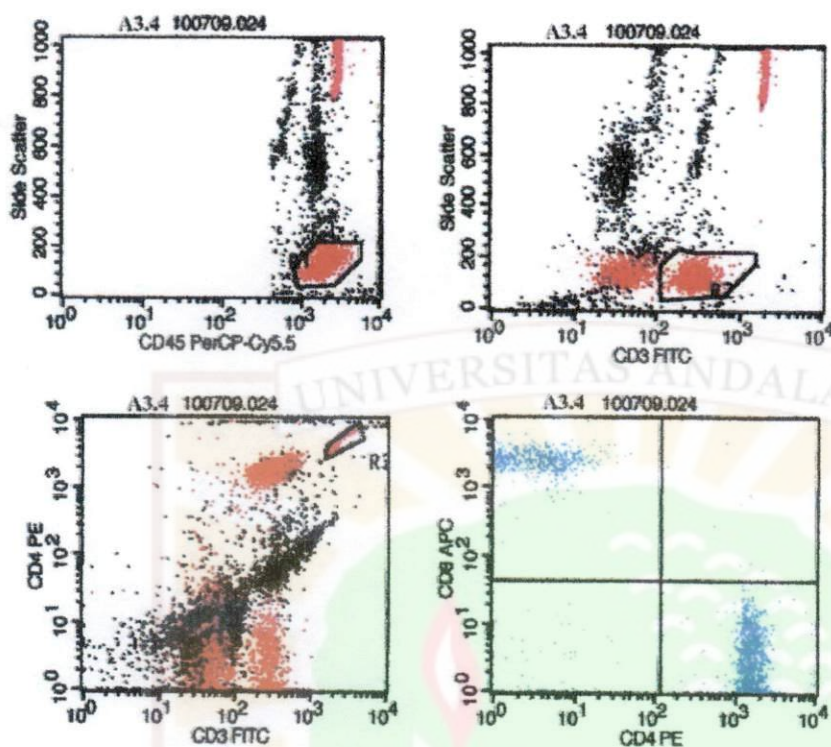 A3.4 100709.024
Side Scatter
1000
800
600
400
200
0
10^0 10^1 10^2 10^3 10^4
CD45 PerCP-Cy5.5
A3.4 100709.024
Side Scatter
1000
800
600
400
200
0
10^0 10^1 10^2 10^3 10^4
CD3 FITC
UNIVERSITAS ANDALA
A3.4 100709.024
CD4 PE
10^4
10^3
10^2
10^1
10^0
R3
10^0 10^1 10^2 10^3 10^4
CD3 FITC
A3.4 100709.024
CD8 APC
10^4
10^3
10^2
10^1
10^0
10^0 10^1 10^2 10^3 10^4
CD4 PE